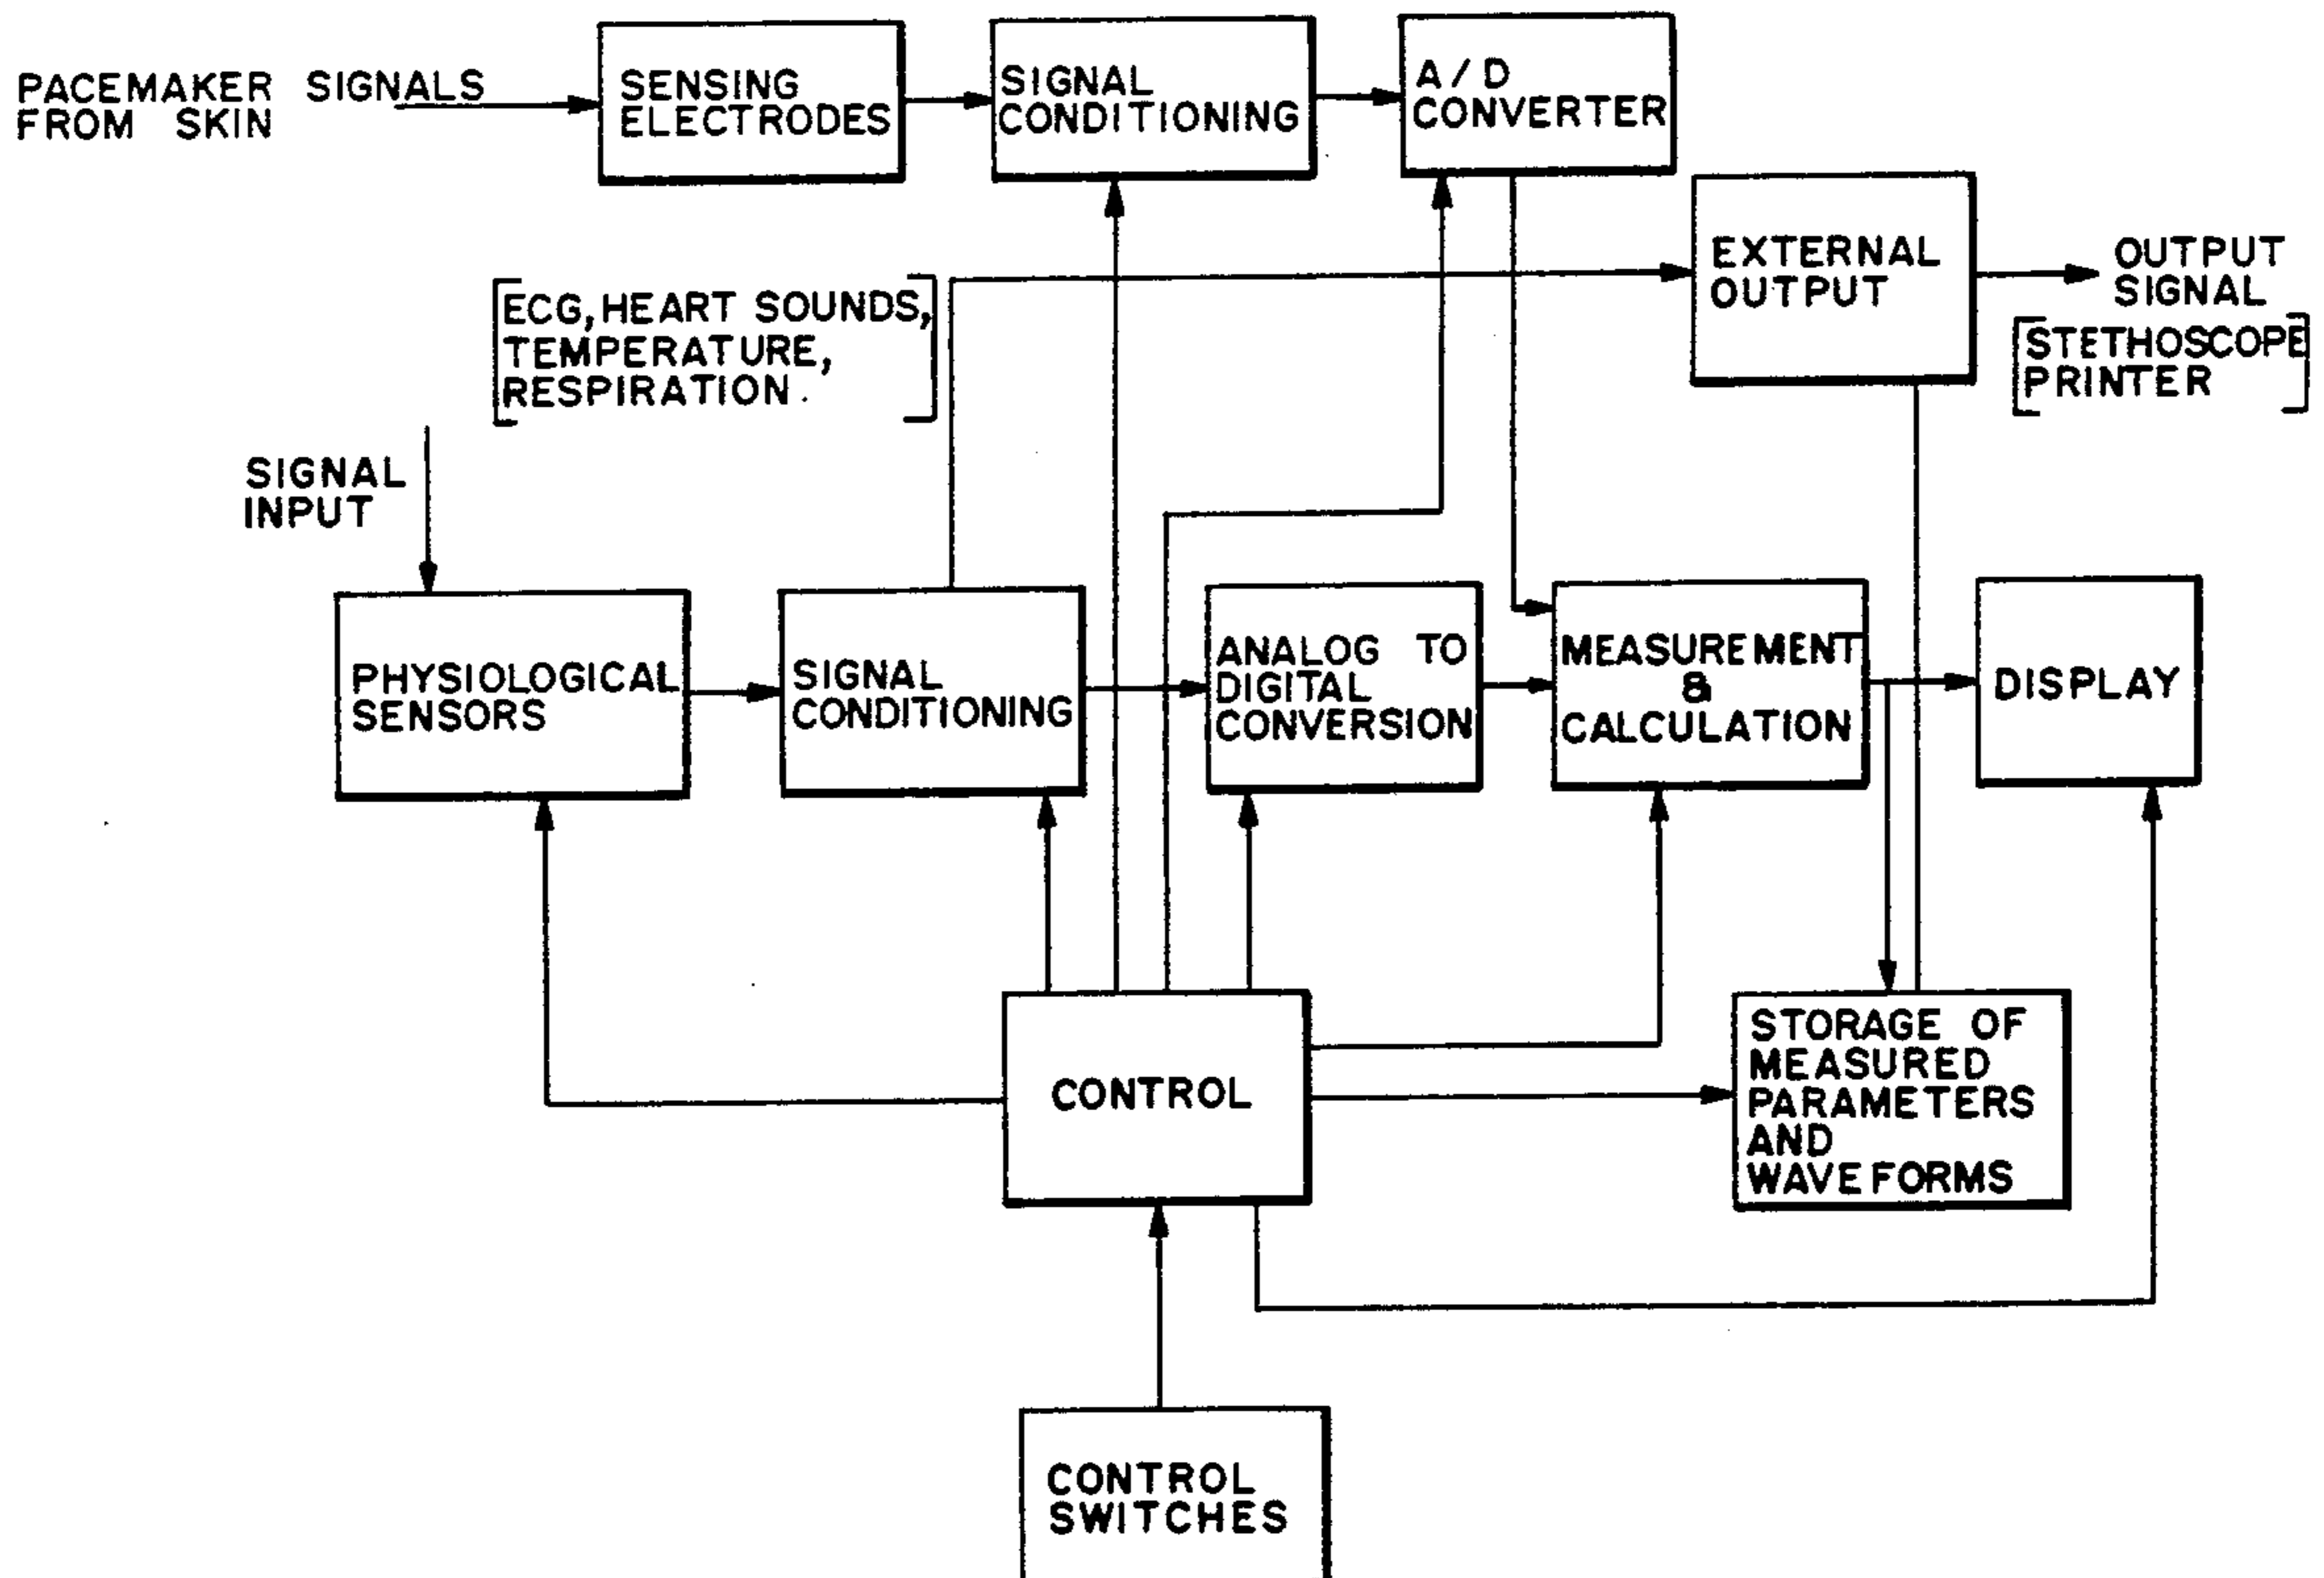 PACEMAKER SIGNALS
FROM SKIN
SENSING
ELECTRODES
SIGNAL
CONDITIONING
A/D
CONVERTER
EXTERNAL
OUTPUT
OUTPUT
SIGNAL
[STETHOSCOPE
PRINTER]
[ECG, HEART SOUNDS,
TEMPERATURE,
RESPIRATION.]
SIGNAL
INPUT
PHYSIOLOGICAL
SENSORS
SIGNAL
CONDITIONING
ANALOG TO
DIGITAL
CONVERSION
MEASUREMENT
&
CALCULATION
DISPLAY
CONTROL
STORAGE OF
MEASURED
PARAMETERS
AND
WAVEFORMS
CONTROL
SWITCHES